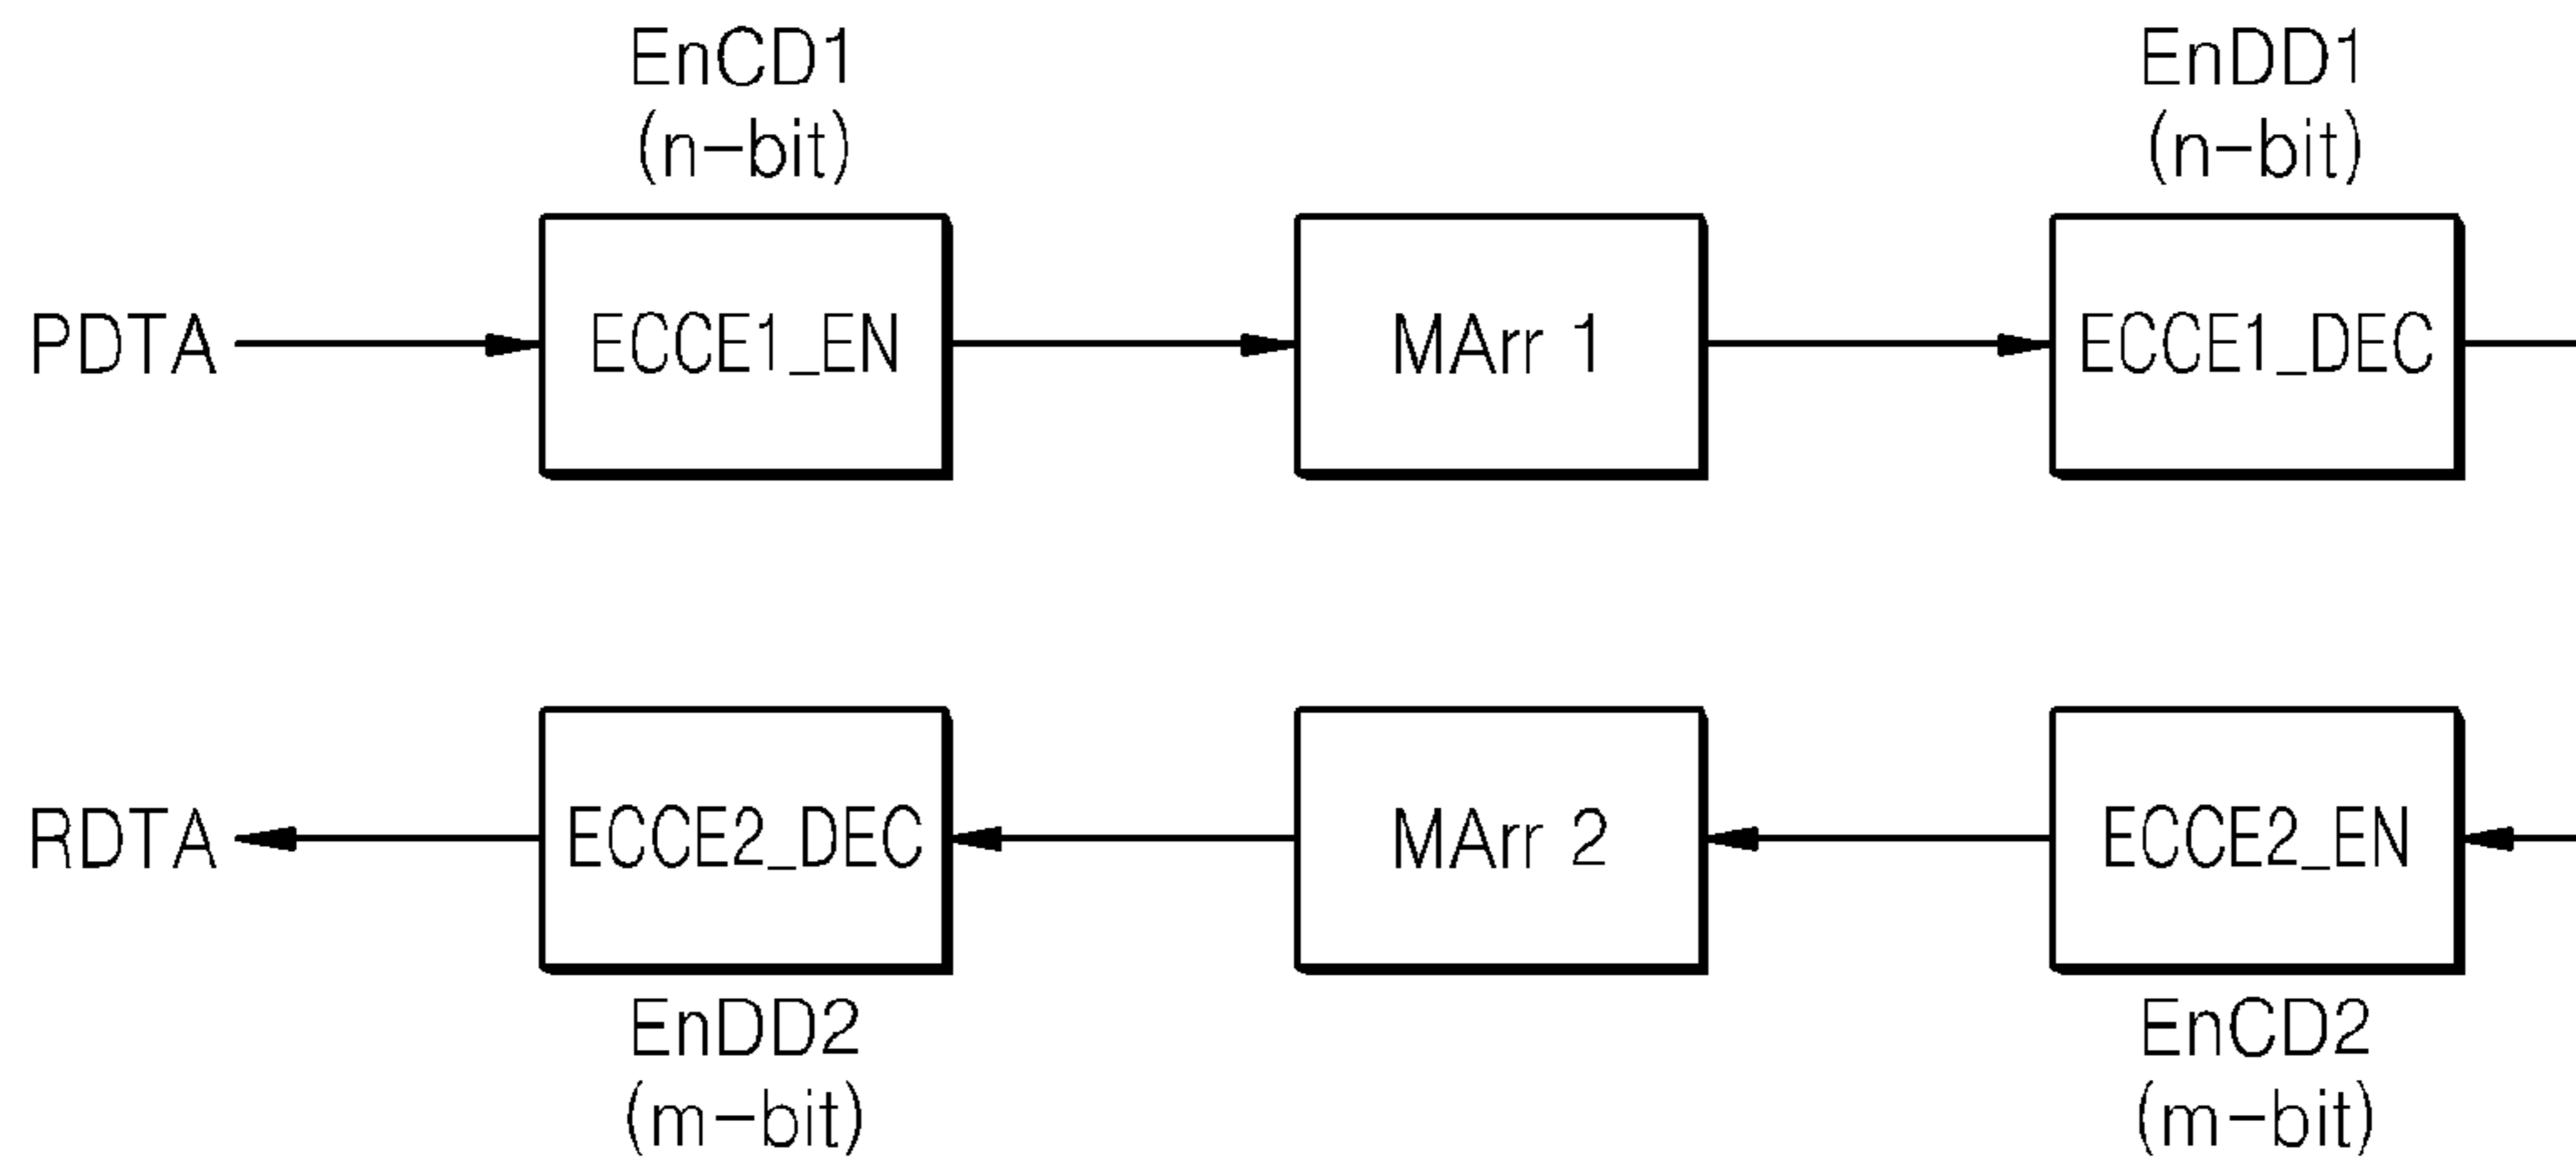 EnCD1
(n-bit)
EnDD1
(n-bit)
PDTA
ECCE1_EN
MArr 1
ECCE1_DEC
RDTA
ECCE2_DEC
MArr 2
ECCE2_EN
EnDD2
(m-bit)
EnCD2
(m-bit)